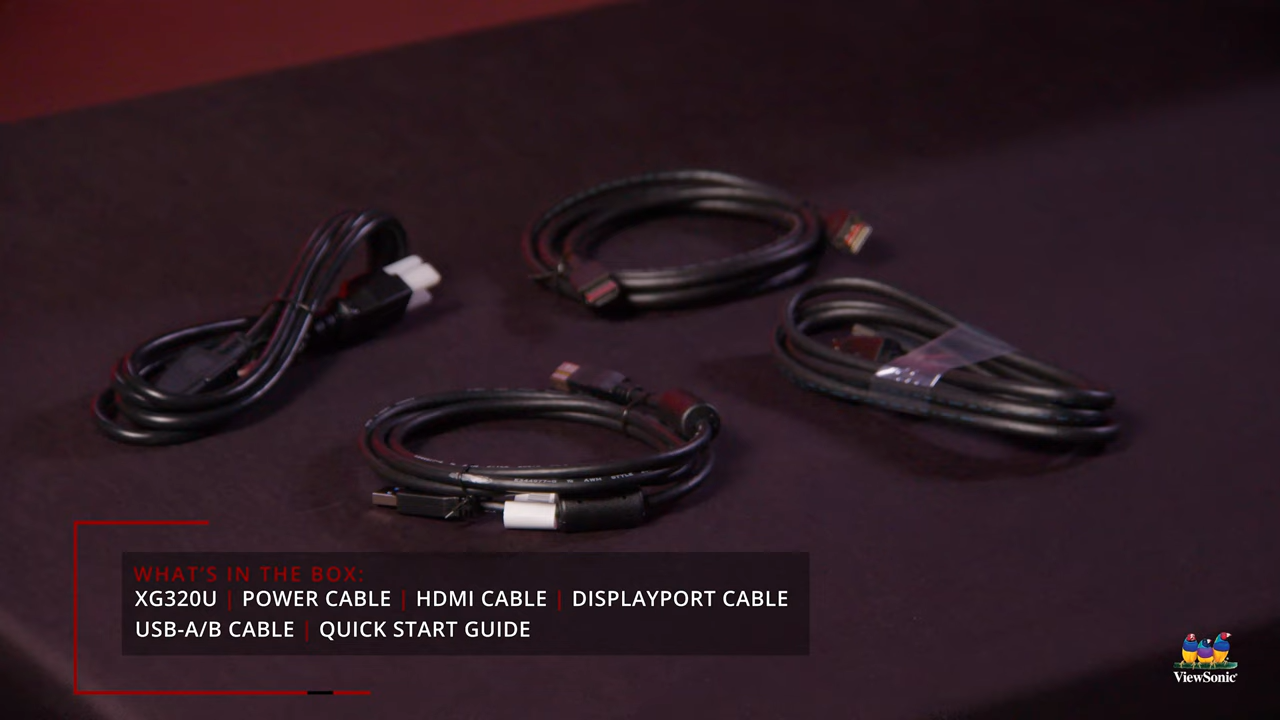 WHAT'S IN THE BOX:
XG320U | POWER CABLE | HDMI CABLE | DISPLAYPORT CABLE
USB-A/B CABLE | QUICK START GUIDE
ViewSonic